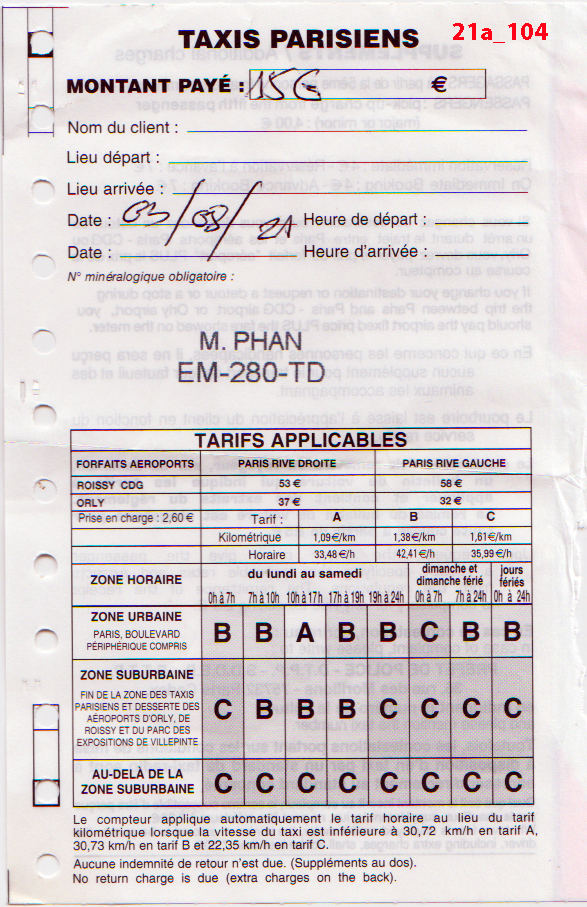 21a_104
TAXIS PARISIENS
MONTANT PAYÉ : 15€ €
Nom du client :
Lieu départ :
Lieu arrivée :
Date : 03/08/21 Heure de départ :
Date : Heure d'arrivée :
N° minéralogique obligatoire :
M. PHAN
EM-280-TD
TARIFS APPLICABLES
FORFAITS AEROPORTS PARIS RIVE DROITE PARIS RIVE GAUCHE
ROISSY CDG 53 € 58 €
ORLY 37 € 32 €
Prise en charge : 2,60 € Tarif : A B C
Kilométrique 1,09€/km 1,38€/km 1,61€/km
Horaire 33,48€/h 42,41€/h 35,99€/h
ZONE HORAIRE du lundi au samedi dimanche et dimanche férié jours fériés
0h à 7h 7h à 10h 10h à 17h 17h à 19h 19h à 24h 0h à 7h 7h à 24h 0h à 24h
ZONE URBAINE
PARIS, BOULEVARD
PÉRIPHÉRIQUE COMPRIS
B B A B B C B B
ZONE SUBURBAINE
FIN DE LA ZONE DES TAXIS
PARISIENS ET DESSERTE DES
AÉROPORTS D'ORLY, DE
ROISSY ET DU PARC DES
EXPOSITIONS DE VILLEPINTE
C B B B C C C C
AU-DELÀ DE LA
ZONE SUBURBAINE
C C C C C C C C
Le compteur applique automatiquement le tarif horaire au lieu du tarif
kilométrique lorsque la vitesse du taxi est inférieure à 30,72 km/h en tarif A,
30,73 km/h en tarif B et 22,35 km/h en tarif C.
Aucune indemnité de retour n'est due. (Suppléments au dos).
No return charge is due (extra charges on the back).